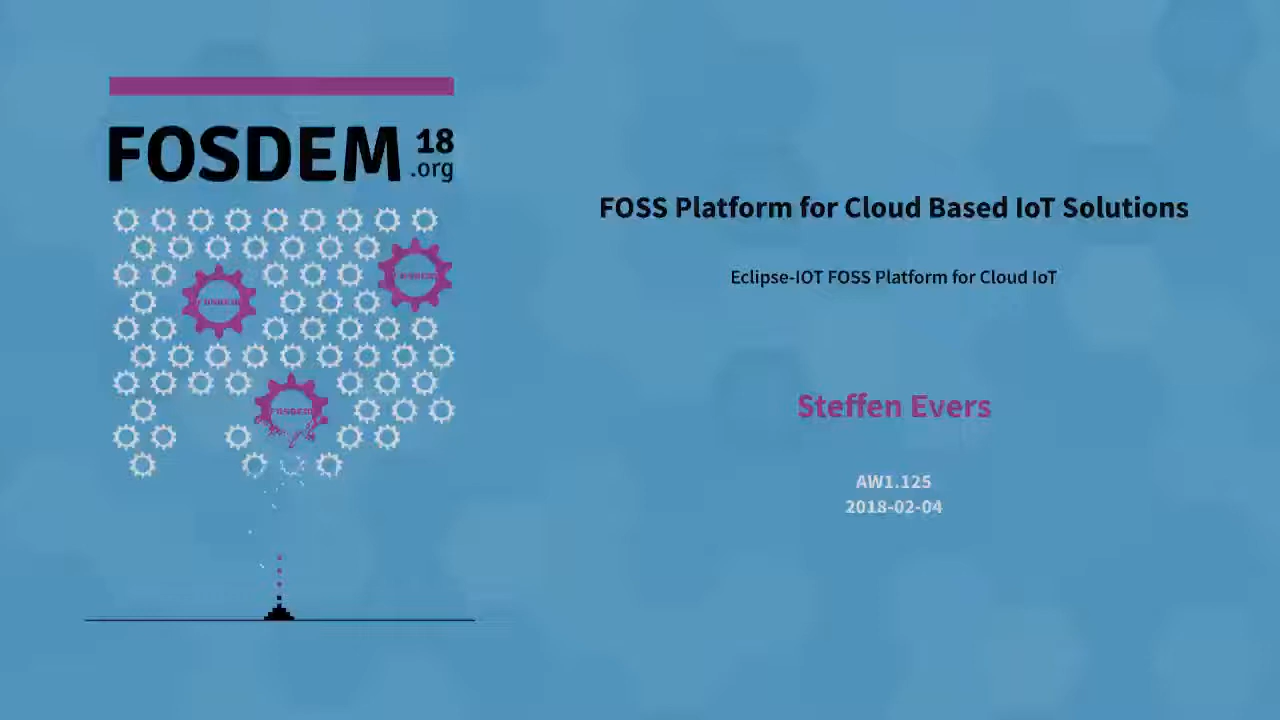 FOSDEM 18
.org
FOSS Platform for Cloud Based IoT Solutions
Eclipse-IOT FOSS Platform for Cloud IoT
Steffen Evers
AW1.125
2018-02-04